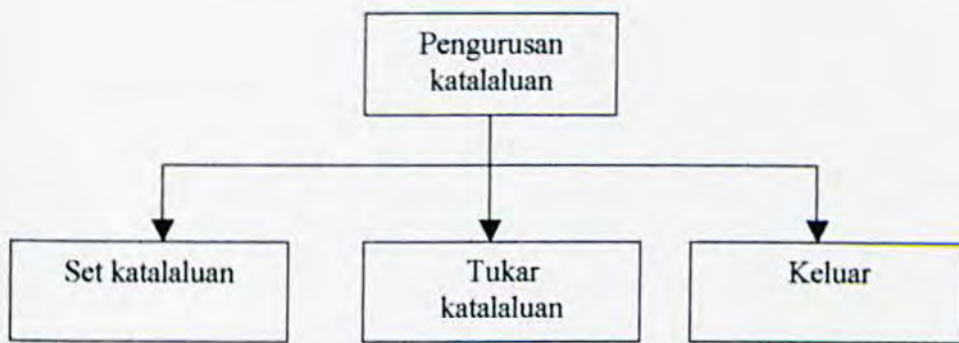 Pengurusan
katalaluan
Set katalaluan
Tukar
katalaluan
Keluar